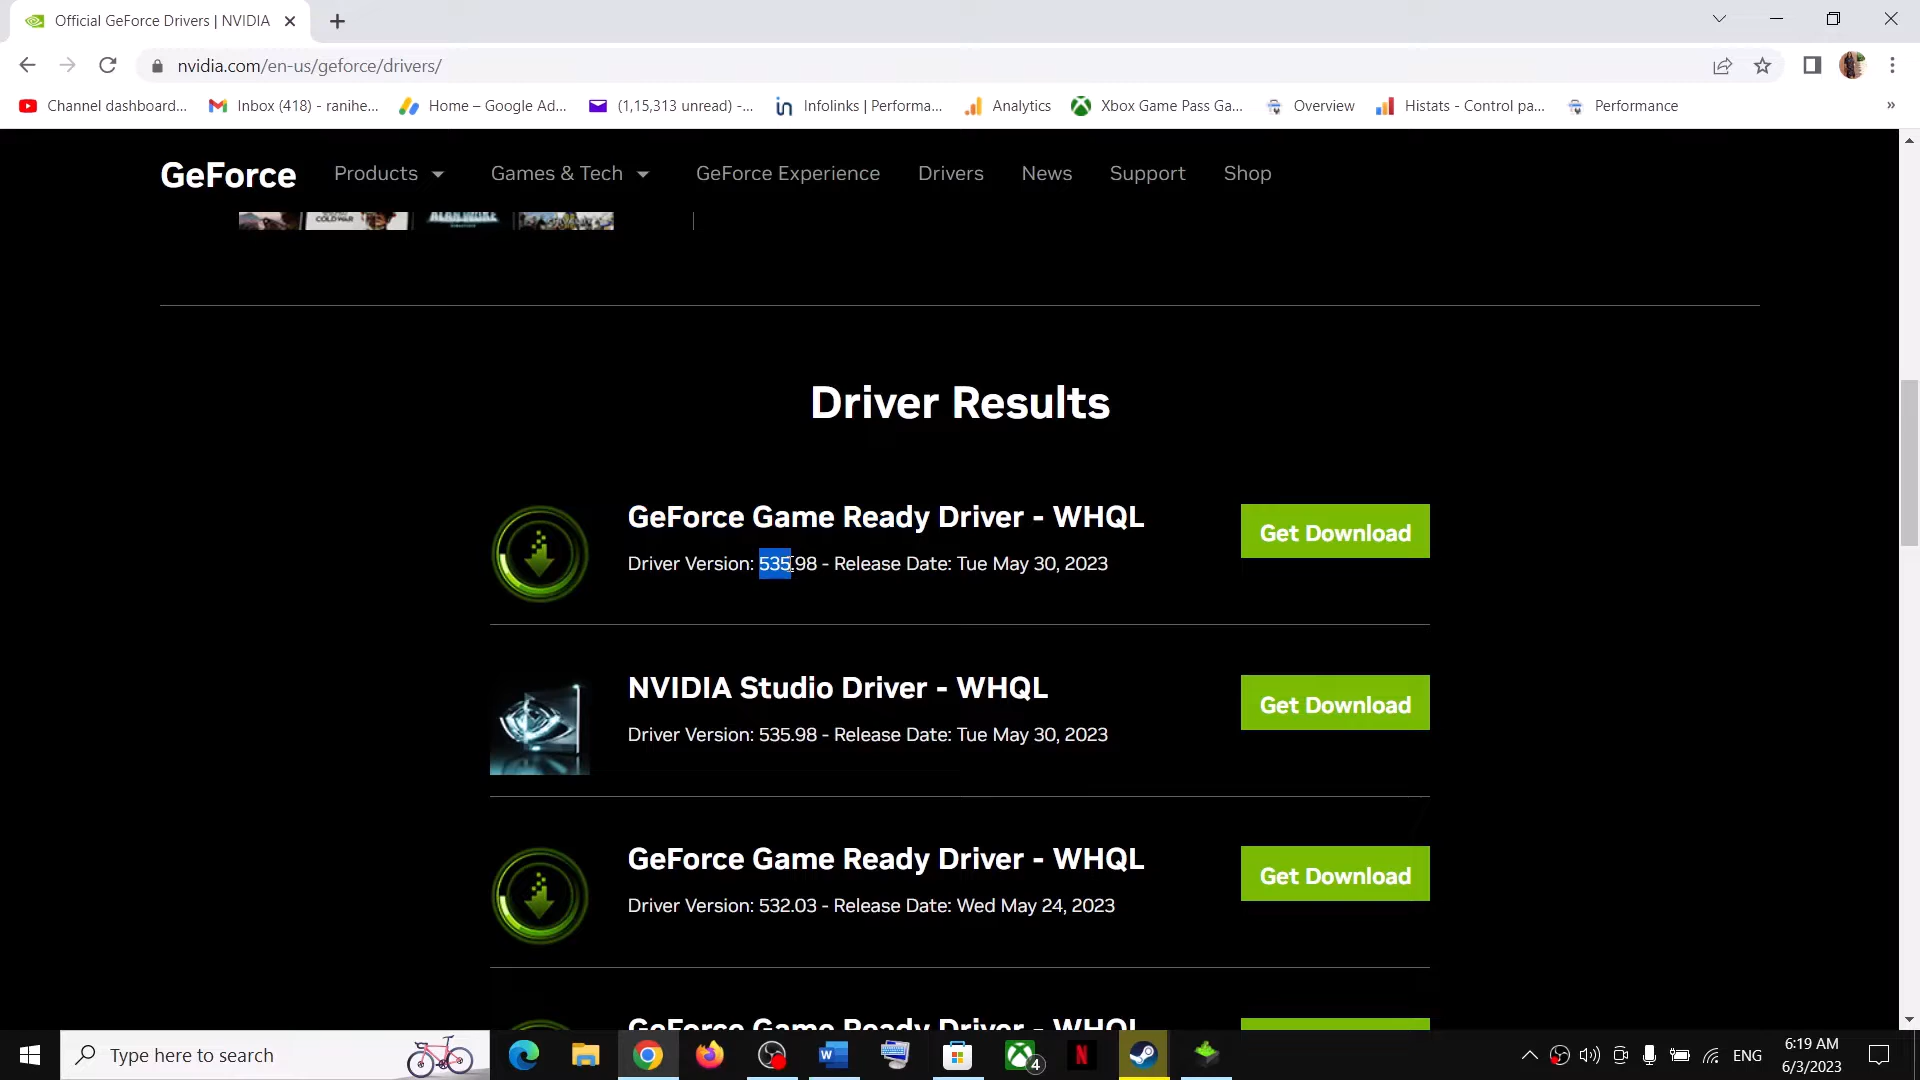 Official GeForce Drivers | NVIDIA
nvidia.com/en-us/geforce/drivers/
Channel dashboard... Inbox (418) - ranihe... Home – Google Ad... (1,15,313 unread) -... Infolinks | Performa... Analytics Xbox Game Pass Ga... Overview Histats - Control pa... Performance »
GeForce Products Games & Tech GeForce Experience Drivers News Support Shop
COLD WAR ALAN WAKE
Driver Results
GeForce Game Ready Driver - WHQL
Get Download
Driver Version: 535.98 - Release Date: Tue May 30, 2023
NVIDIA Studio Driver - WHQL
Get Download
Driver Version: 535.98 - Release Date: Tue May 30, 2023
GeForce Game Ready Driver - WHQL
Get Download
Driver Version: 532.03 - Release Date: Wed May 24, 2023
GeForce Game Ready Driver - WHQL
Type here to search
4
ENG
6:19 AM
6/3/2023